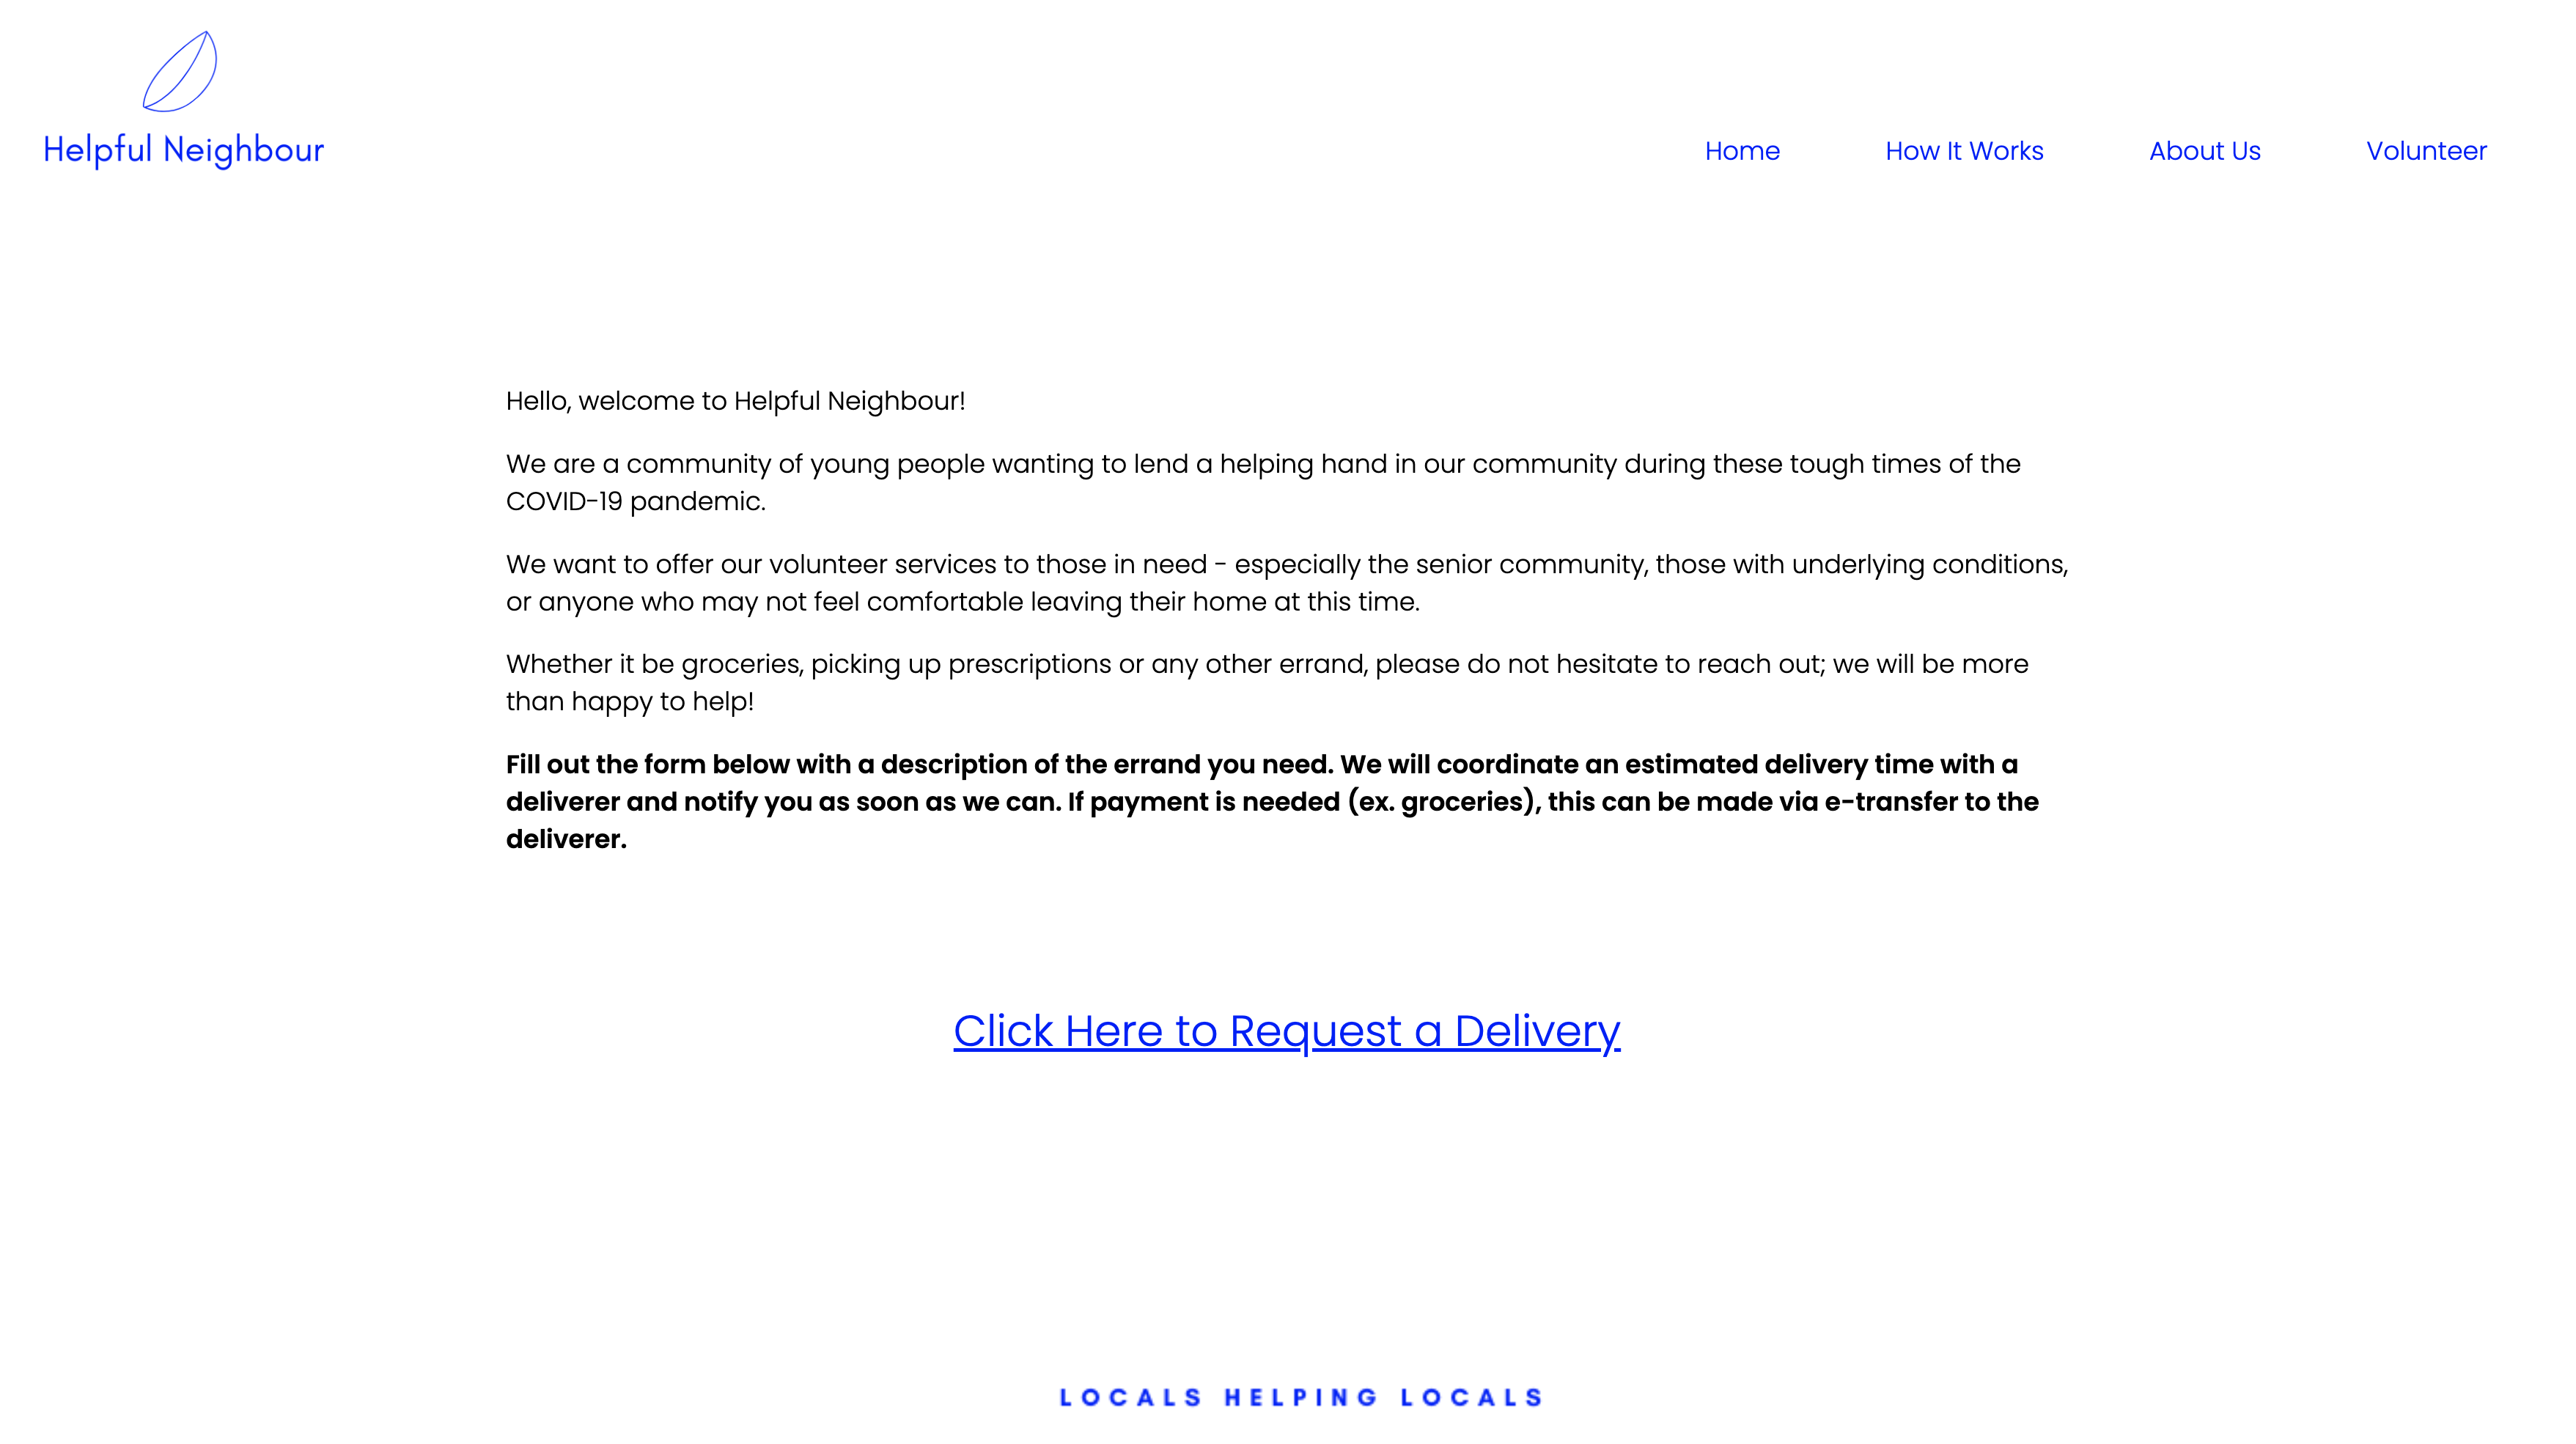 Helpful Neighbour
Home
How It Works
About Us
Volunteer
Hello, welcome to Helpful Neighbour!
We are a community of young people wanting to lend a helping hand in our community during these tough times of the
COVID-19 pandemic.
We want to offer our volunteer services to those in need - especially the senior community, those with underlying conditions,
or anyone who may not feel comfortable leaving their home at this time.
Whether it be groceries, picking up prescriptions or any other errand, please do not hesitate to reach out; we will be more
than happy to help!
Fill out the form below with a description of the errand you need. We will coordinate an estimated delivery time with a
deliverer and notify you as soon as we can. If payment is needed (ex. groceries), this can be made via e-transfer to the
deliverer.
Click Here to Request a Delivery
LOCALS HELPING LOCALS